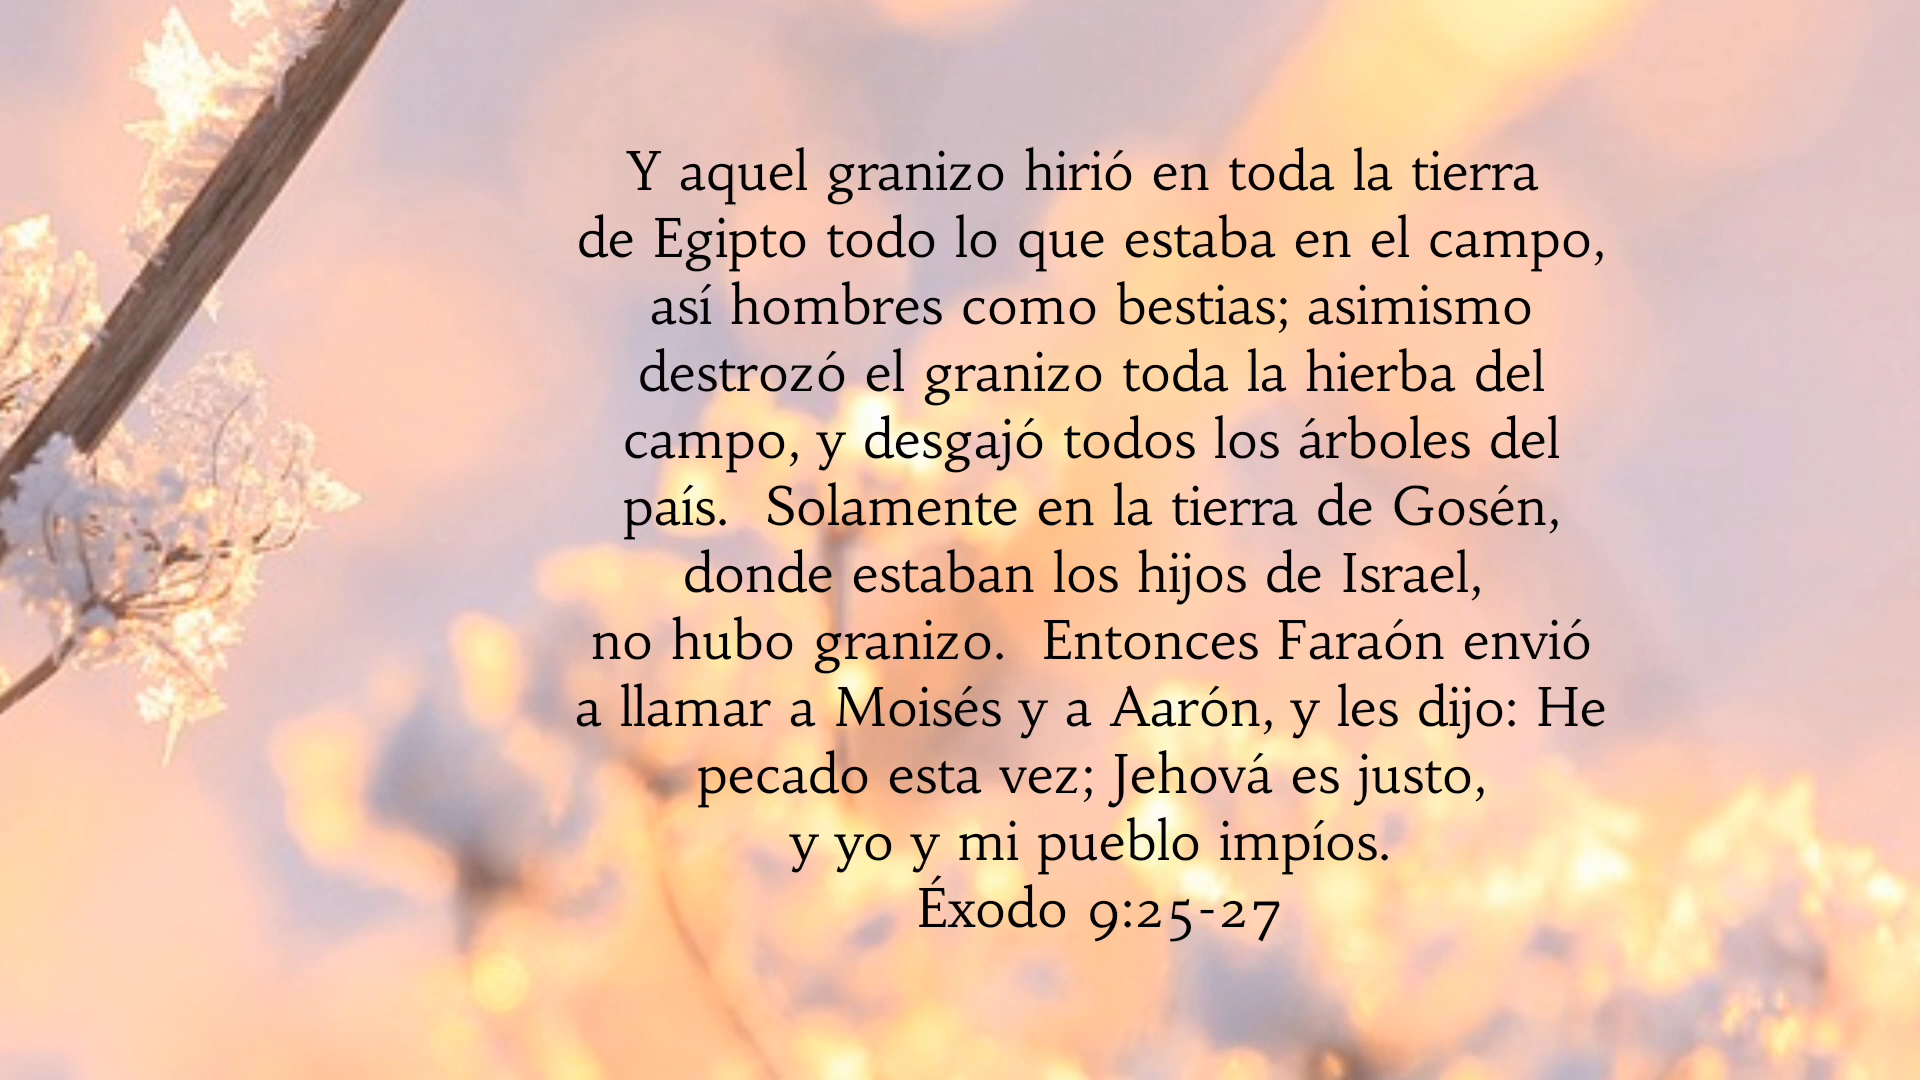 Y aquel granizo hirió en toda la tierra
de Egipto todo lo que estaba en el campo,
así hombres como bestias; asimismo
destrozó el granizo toda la hierba del
campo, y desgajó todos los árboles del
país.  Solamente en la tierra de Gosén,
donde estaban los hijos de Israel,
no hubo granizo.  Entonces Faraón envió
a llamar a Moisés y a Aarón, y les dijo: He
pecado esta vez; Jehová es justo,
y yo y mi pueblo impíos.
Éxodo 9:25-27